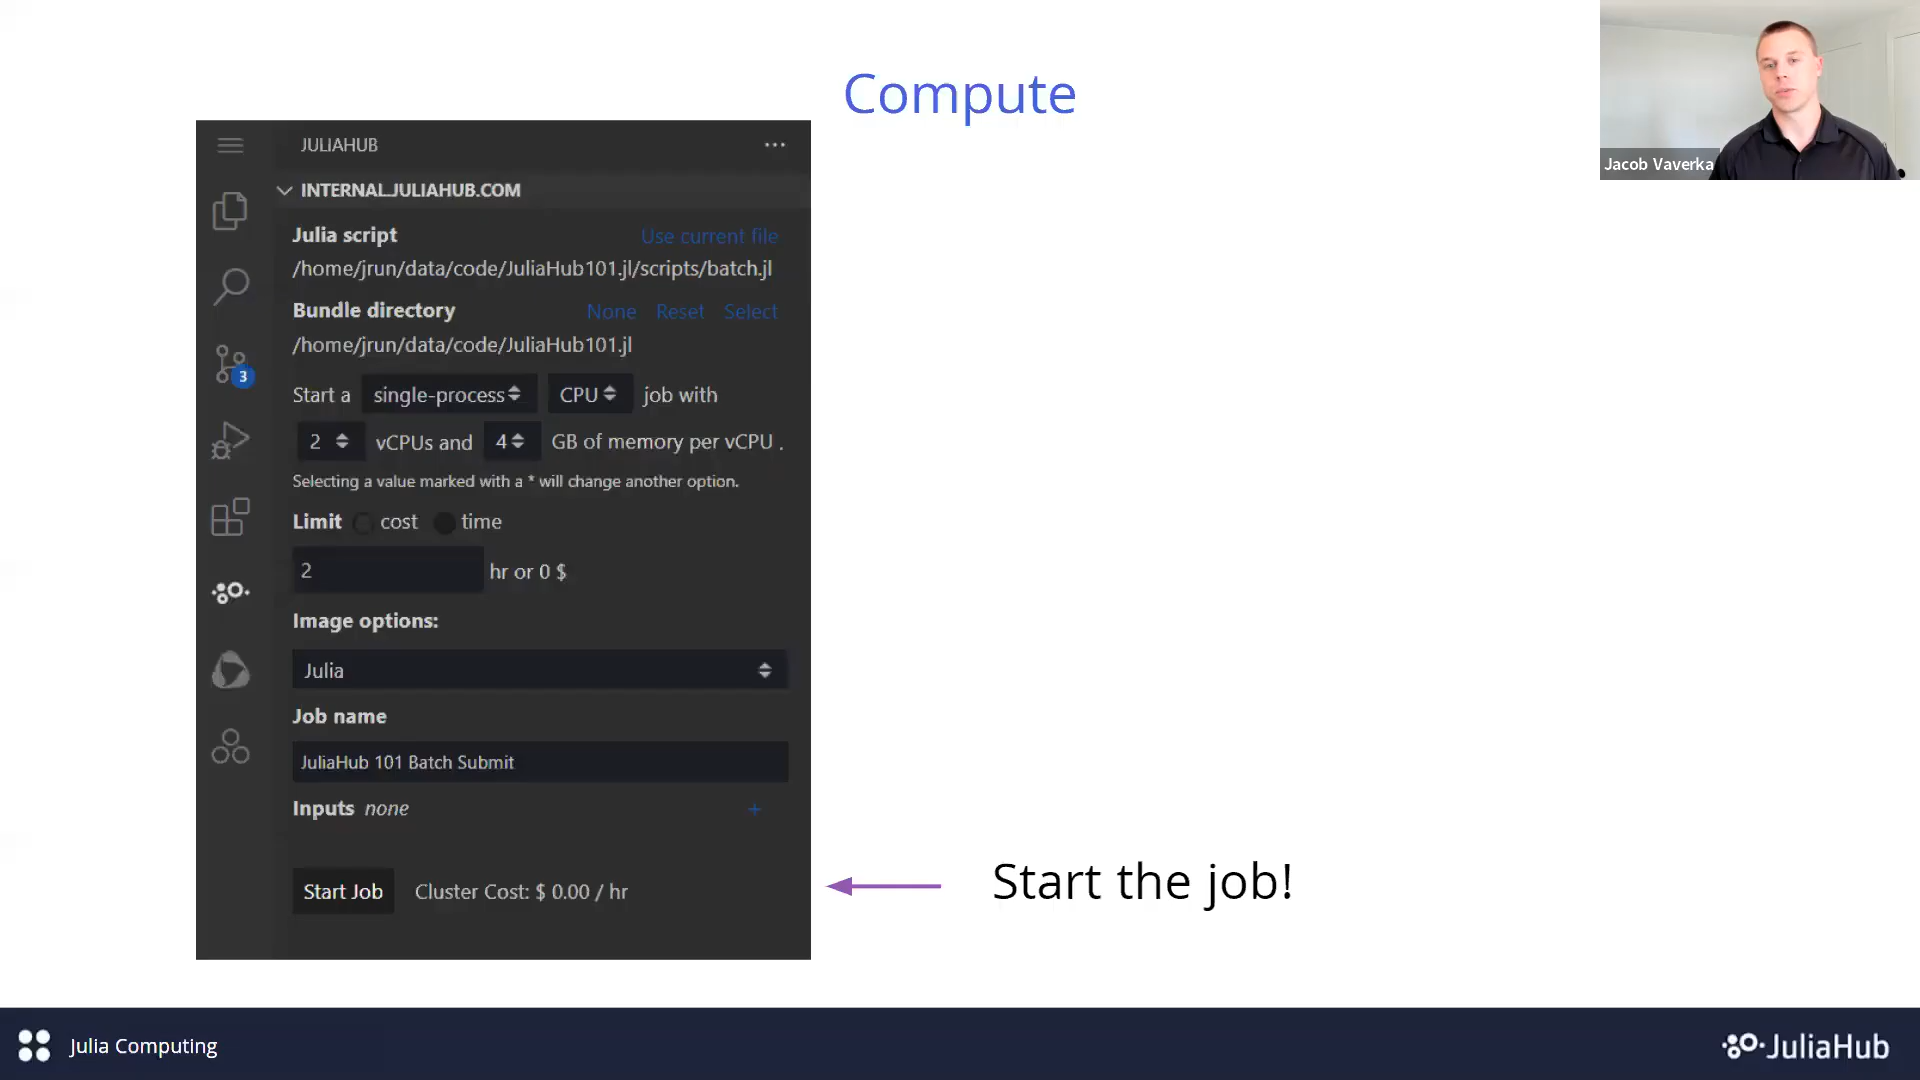 Compute
Jacob Vaverka
JULIAHUB
INTERNAL.JULIAHUB.COM
Julia script Use current file
/home/jrun/data/code/JuliaHub101.jl/scripts/batch.jl
Bundle directory None Reset Select
/home/jrun/data/code/JuliaHub101.jl
3
Start a single-process CPU job with
2 vCPUs and 4 GB of memory per vCPU .
Selecting a value marked with a * will change another option.
Limit cost time
2 hr or 0 $
Image options:
Julia
Job name
JuliaHub 101 Batch Submit
Inputs none +
Start Job Cluster Cost: $ 0.00 / hr
Start the job!
Julia Computing
JuliaHub